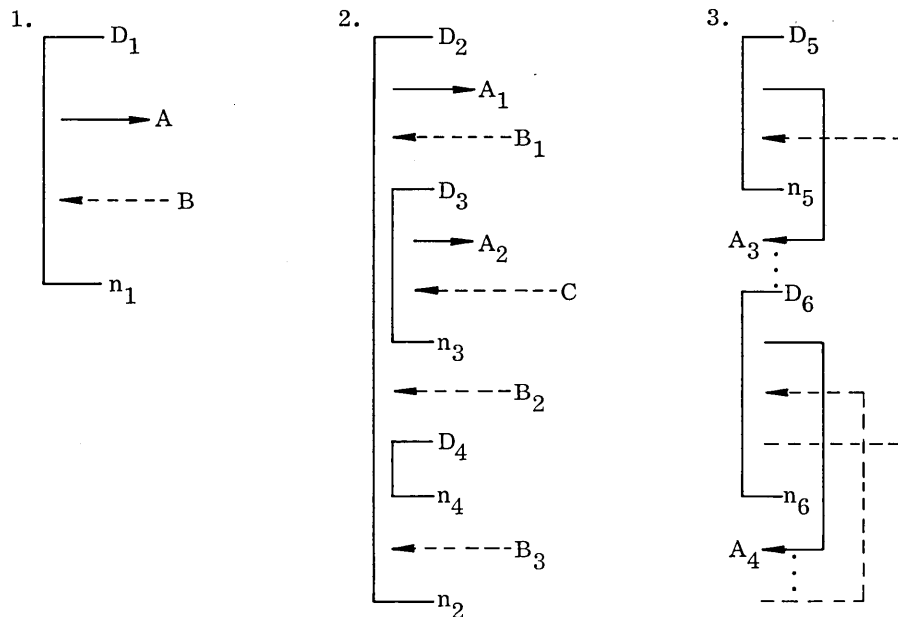 1.
D₁
A
B
n₁
2.
D₂
A₁
B₁
D₃
A₂
C
n₃
B₂
D₄
n₄
B₃
n₂
3.
D₅
n₅
A₃
D₆
n₆
A₄